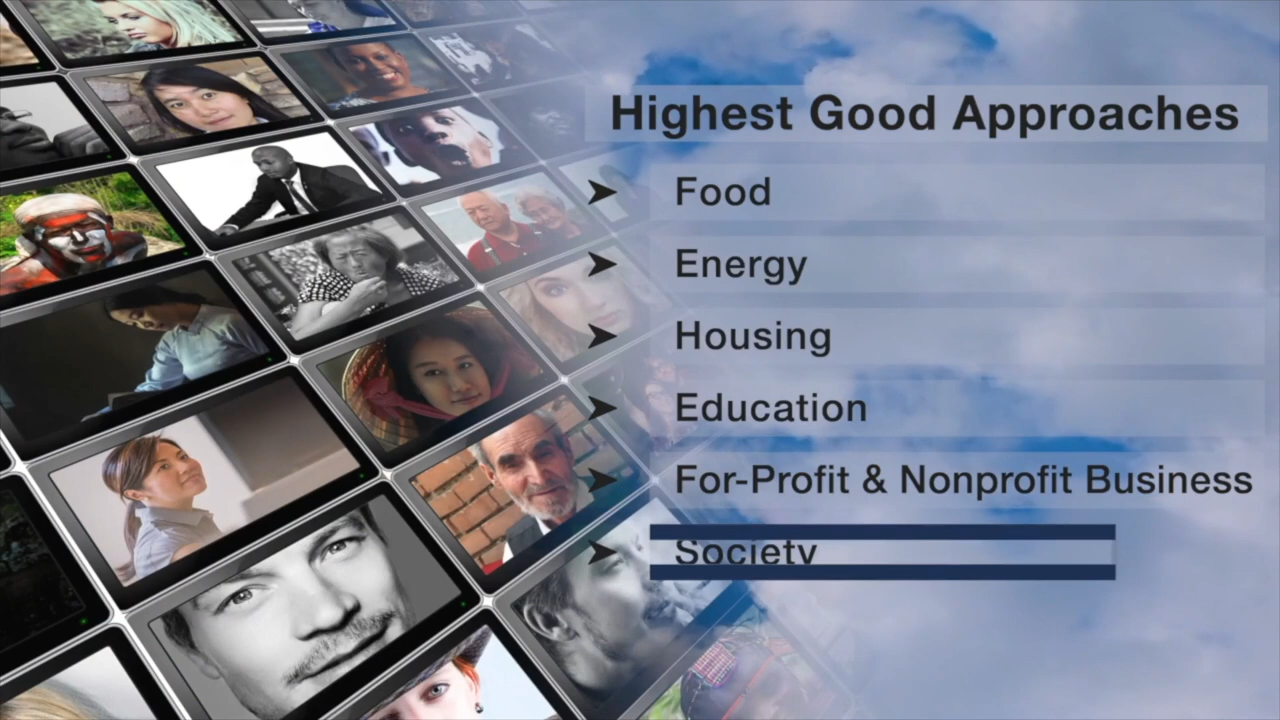 Highest Good Approaches
Food
Energy
Housing
Education
For-Profit & Nonprofit Business
Society